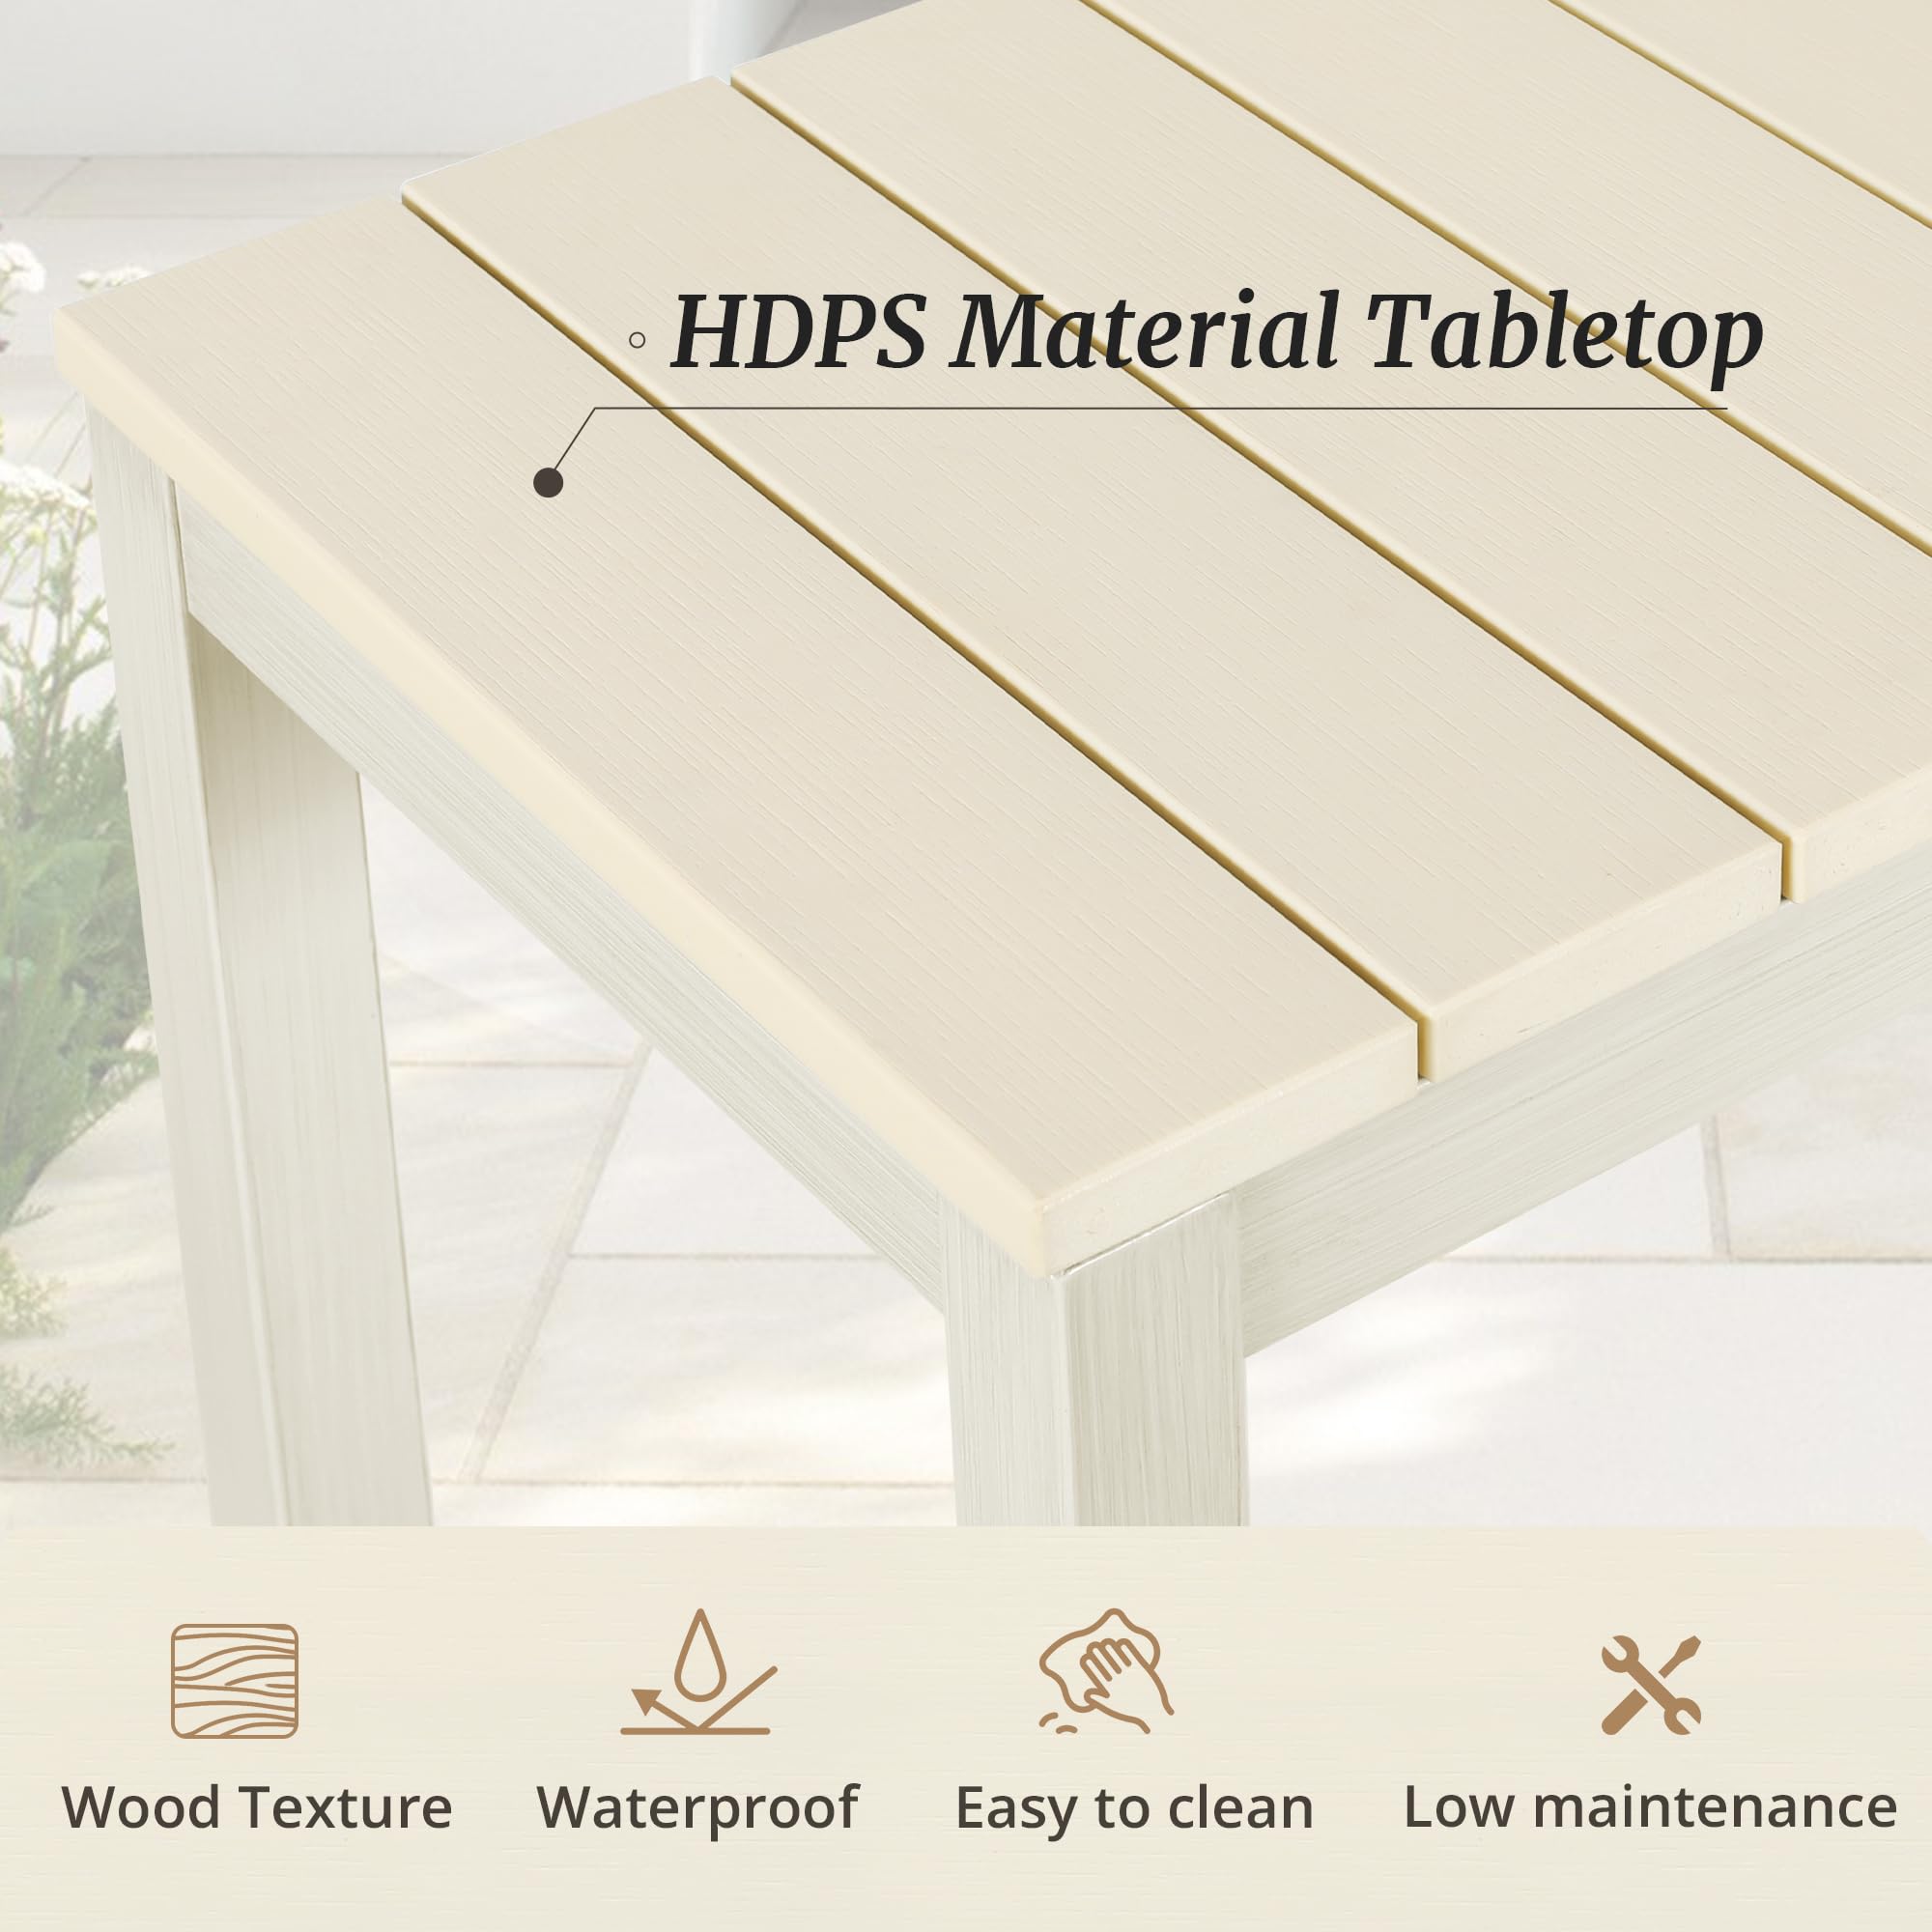 HDPS Material Tabletop
Wood Texture
Waterproof
Easy to clean
Low maintenance